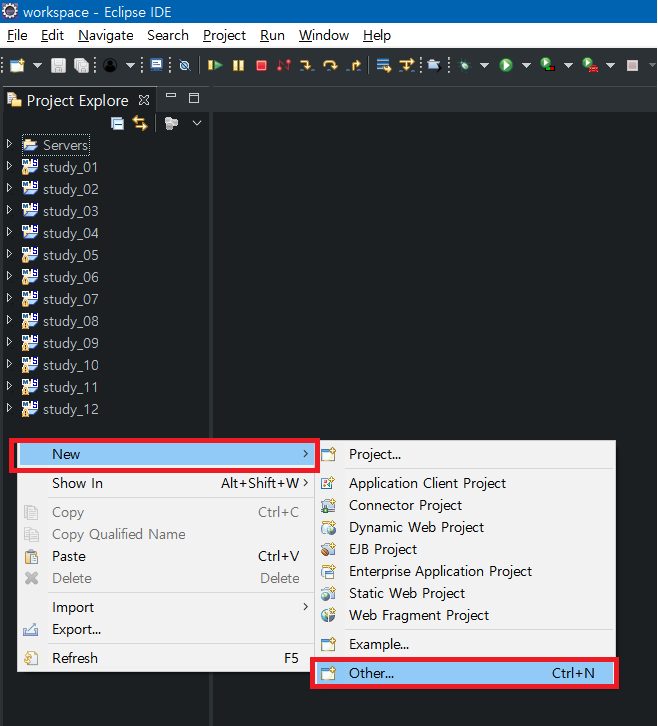 workspace - Eclipse IDE
File Edit Navigate Search Project Run Window Help
Project Explore
Servers
study_01
study_02
study_03
study_04
study_05
study_06
study_07
study_08
study_09
study_10
study_11
study_12
New
Show In Alt+Shift+W
Copy Ctrl+C
Copy Qualified Name
Paste Ctrl+V
Delete Delete
Import
Export...
Refresh F5
Project...
Application Client Project
Connector Project
Dynamic Web Project
EJB Project
Enterprise Application Project
Static Web Project
Web Fragment Project
Example...
Other... Ctrl+N